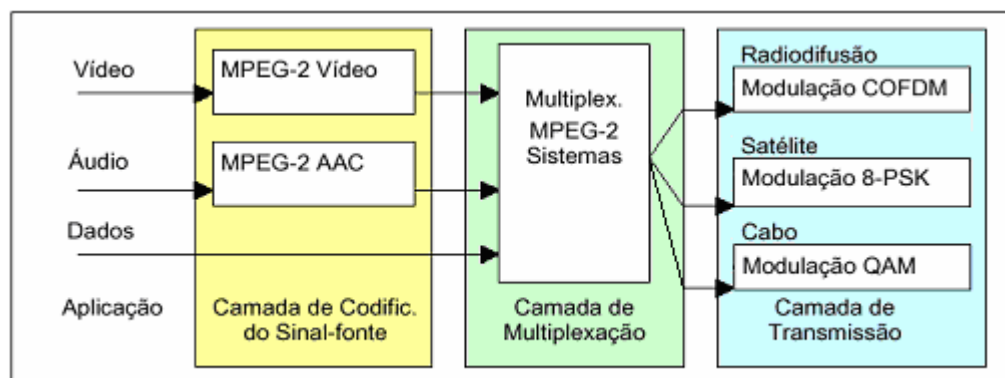 Vídeo
MPEG-2 Vídeo
Áudio
MPEG-2 AAC
Dados
Aplicação
Camada de Codific.
do Sinal-fonte
Multiplex.
MPEG-2
Sistemas
Camada de
Multiplexação
Radiodifusão
Modulação COFDM
Satélite
Modulação 8-PSK
Cabo
Modulação QAM
Camada de
Transmissão